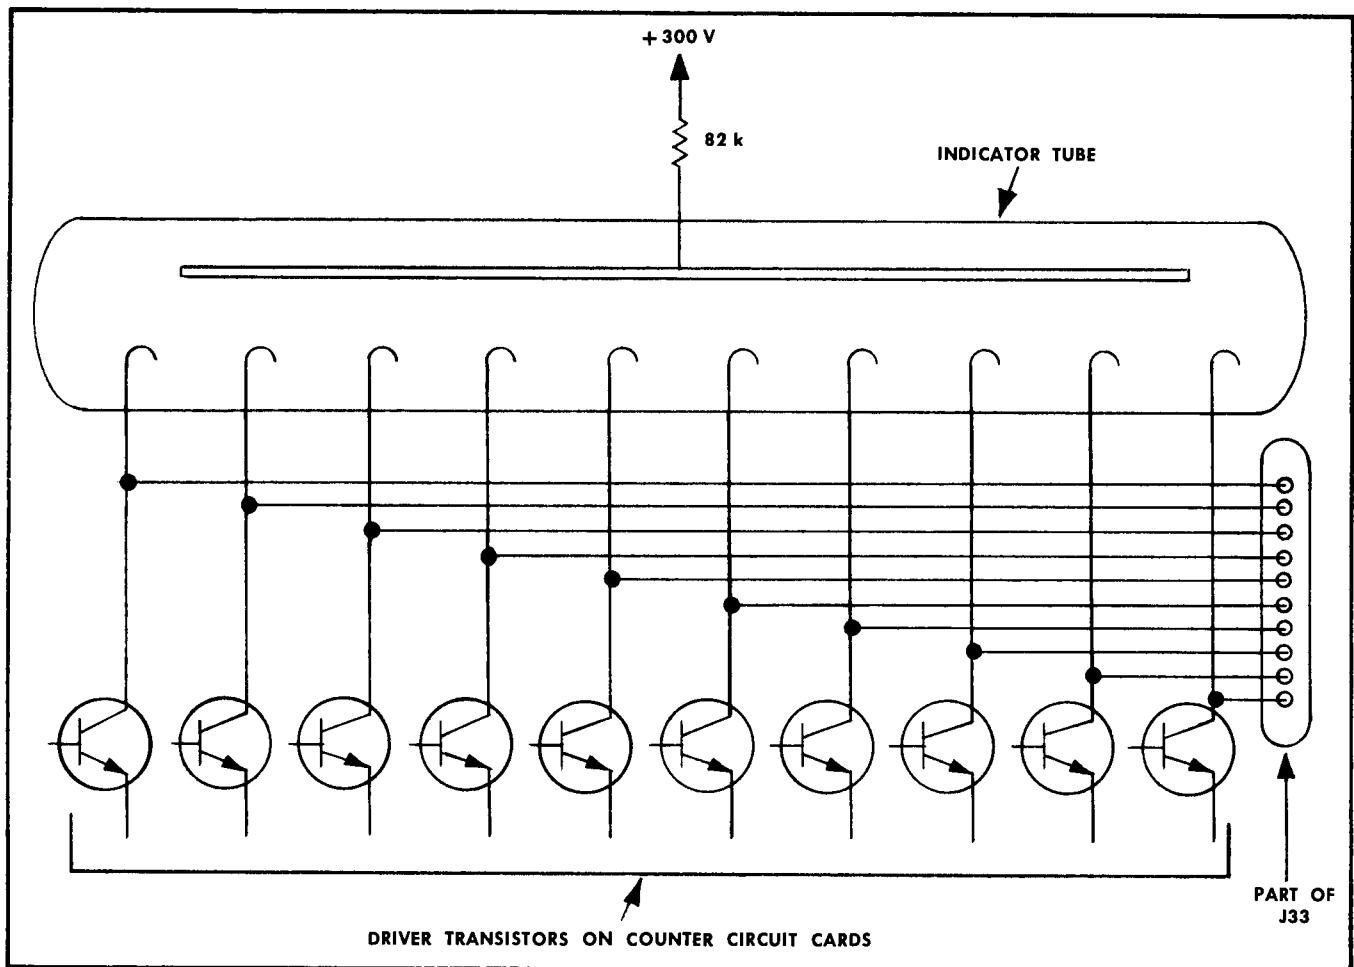 +300 V
82 k
INDICATOR TUBE
PART OF
J33
DRIVER TRANSISTORS ON COUNTER CIRCUIT CARDS